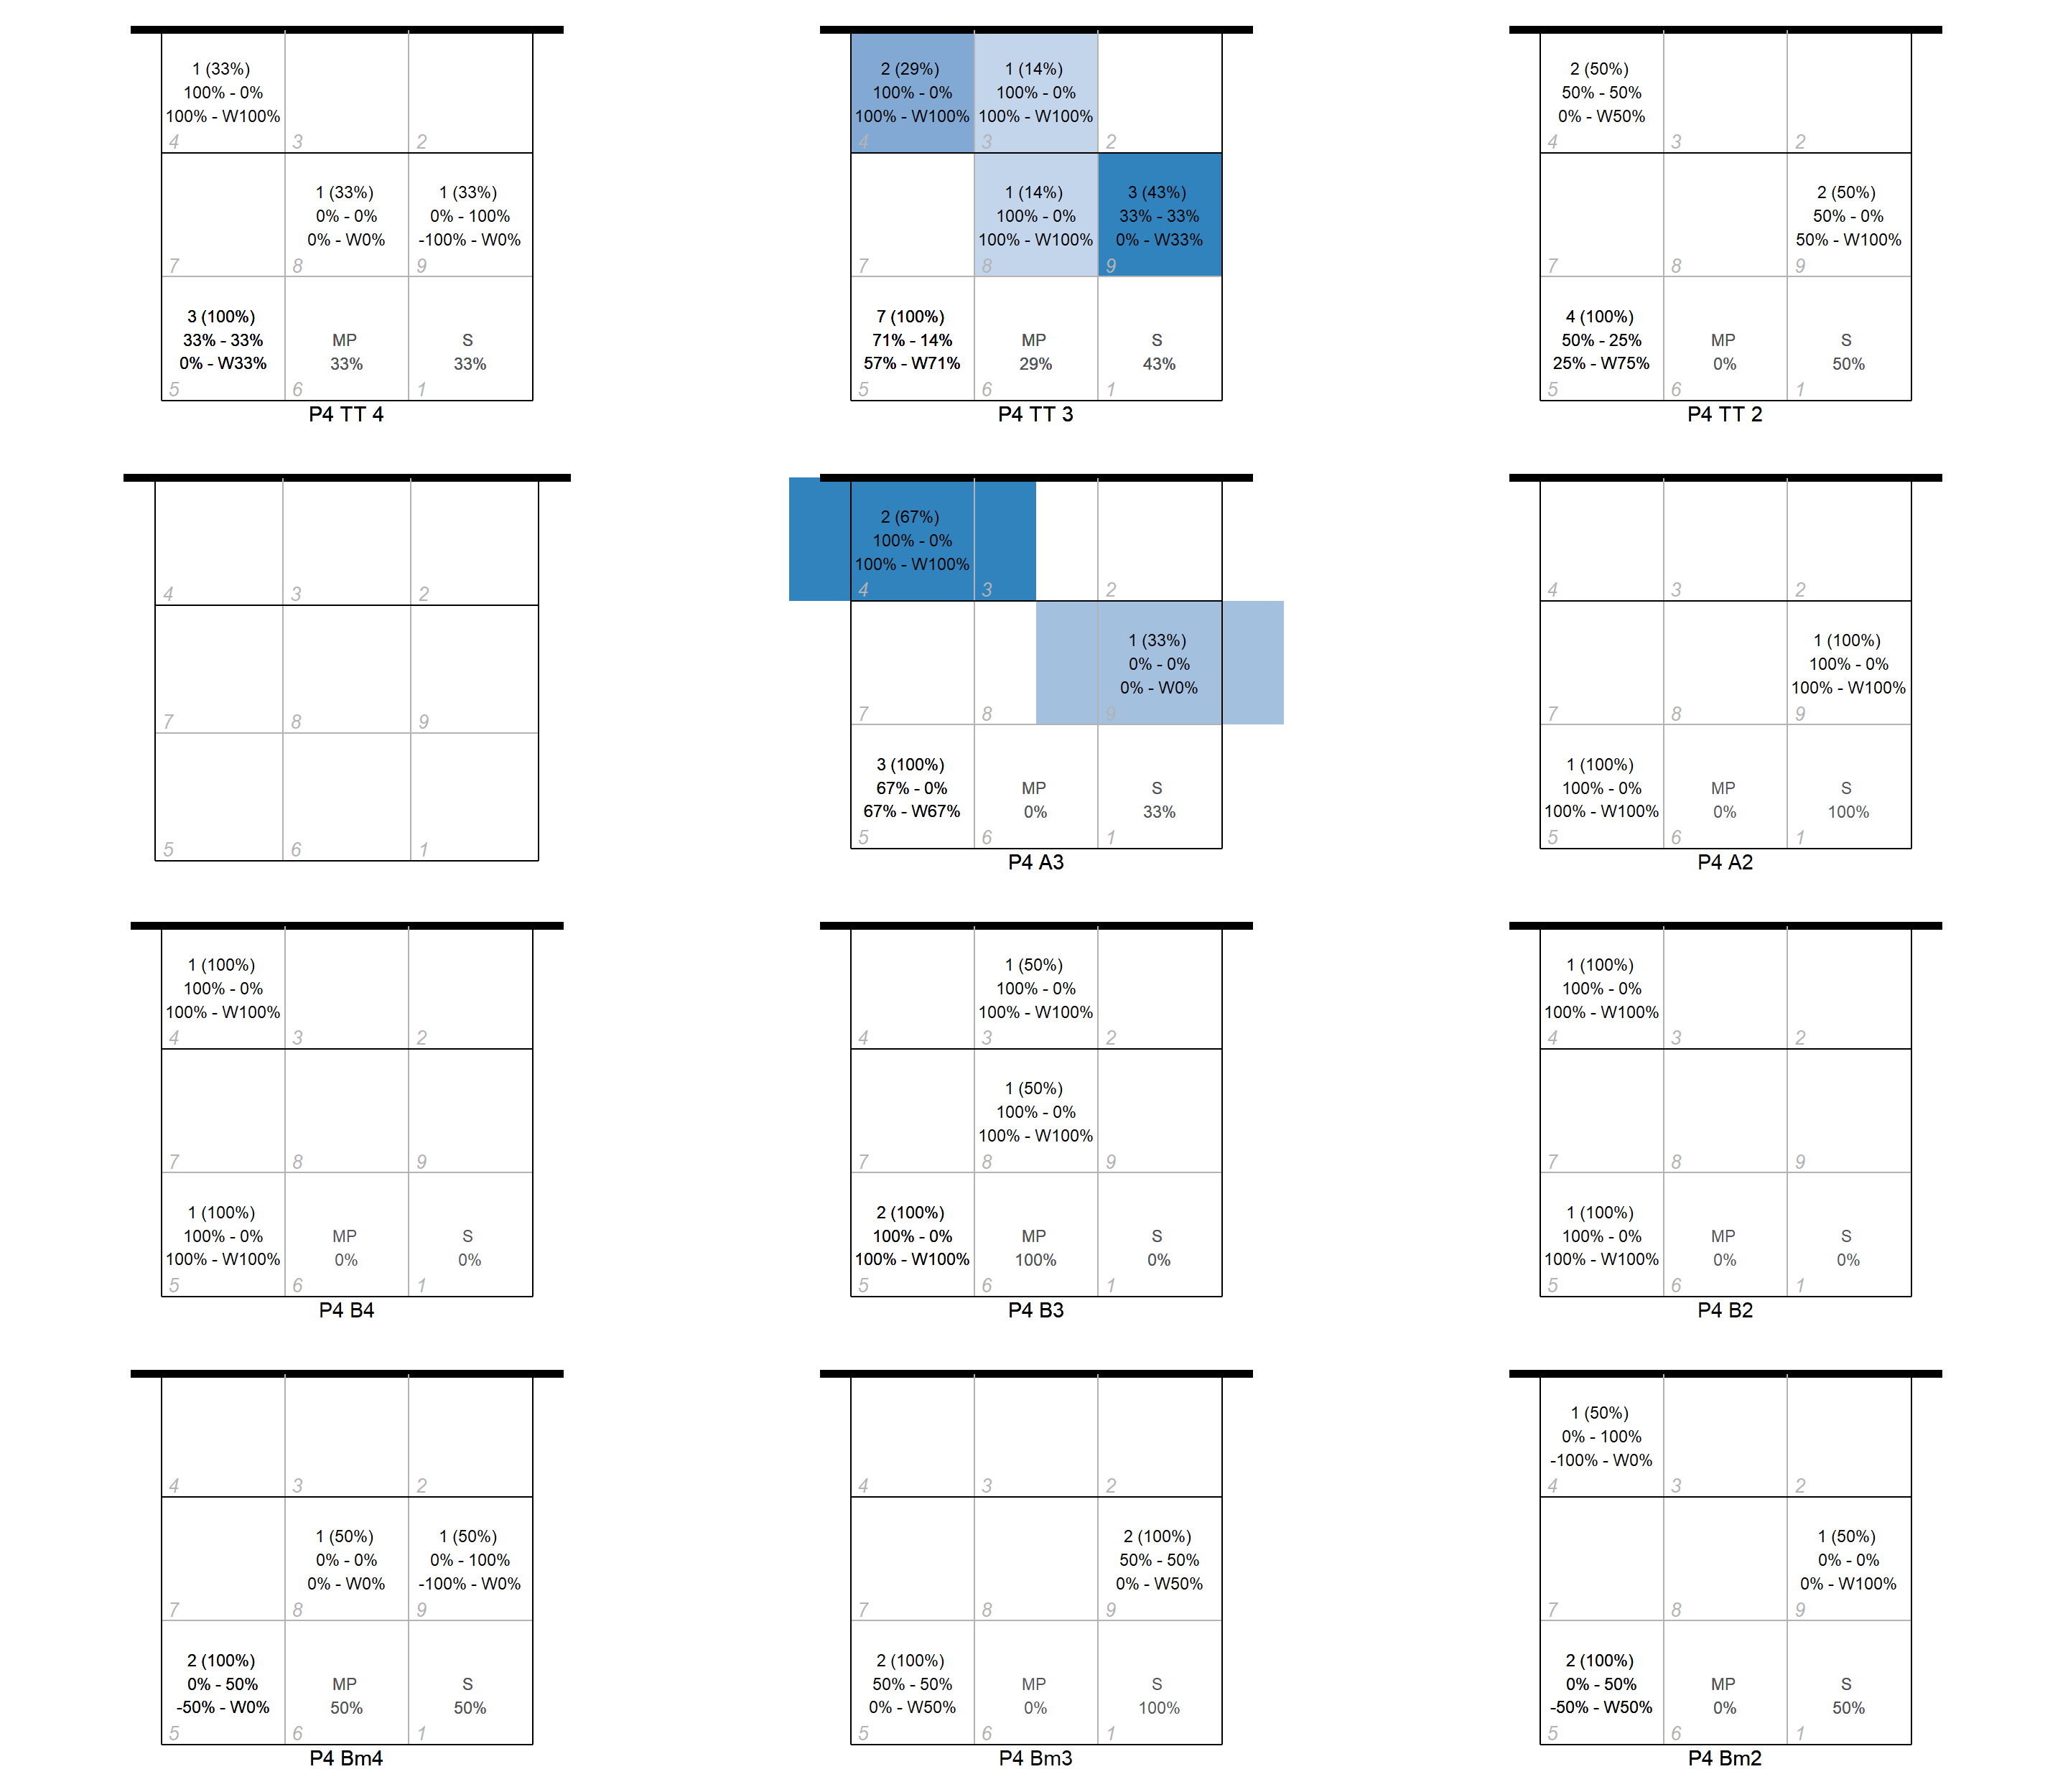 1 (33%)
100% - 0%
100% - W100%
4
3
2
7
1 (33%)
0% - 0%
0% - W0%
8
1 (33%)
0% - 100%
-100% - W0%
9
3 (100%)
33% - 33%
0% - W33%
5
MP
33%
6
S
33%
1
P4 TT 4
2 (29%)
100% - 0%
100% - W100%
4
1 (14%)
100% - 0%
100% - W100%
3
2
7
1 (14%)
100% - 0%
100% - W100%
8
3 (43%)
33% - 33%
0% - W33%
9
7 (100%)
71% - 14%
57% - W71%
5
MP
29%
6
S
43%
1
P4 TT 3
2 (50%)
50% - 50%
0% - W50%
4
3
2
7
8
2 (50%)
50% - 0%
50% - W100%
9
4 (100%)
50% - 25%
25% - W75%
5
MP
0%
6
S
50%
1
P4 TT 2
4
3
2
7
8
9
5
6
1
2 (67%)
100% - 0%
100% - W100%
4
3
2
7
8
1 (33%)
0% - 0%
0% - W0%
9
3 (100%)
67% - 0%
67% - W67%
5
MP
0%
6
S
33%
1
P4 A3
4
3
2
7
8
1 (100%)
100% - 0%
100% - W100%
9
1 (100%)
100% - 0%
100% - W100%
5
MP
0%
6
S
100%
1
P4 A2
1 (100%)
100% - 0%
100% - W100%
4
3
2
7
8
9
1 (100%)
100% - 0%
100% - W100%
5
MP
0%
6
S
0%
1
P4 B4
4
1 (50%)
100% - 0%
100% - W100%
3
2
7
1 (50%)
100% - 0%
100% - W100%
8
9
2 (100%)
100% - 0%
100% - W100%
5
MP
100%
6
S
0%
1
P4 B3
1 (100%)
100% - 0%
100% - W100%
4
3
2
7
8
9
1 (100%)
100% - 0%
100% - W100%
5
MP
0%
6
S
0%
1
P4 B2
4
3
2
7
1 (50%)
0% - 0%
0% - W0%
8
1 (50%)
0% - 100%
-100% - W0%
9
2 (100%)
0% - 50%
-50% - W0%
5
MP
50%
6
S
50%
1
P4 Bm4
4
3
2
7
8
2 (100%)
50% - 50%
0% - W50%
9
2 (100%)
50% - 50%
0% - W50%
5
MP
0%
6
S
100%
1
P4 Bm3
1 (50%)
0% - 100%
-100% - W0%
4
3
2
7
8
1 (50%)
0% - 0%
0% - W100%
9
2 (100%)
0% - 50%
-50% - W50%
5
MP
0%
6
S
50%
1
P4 Bm2